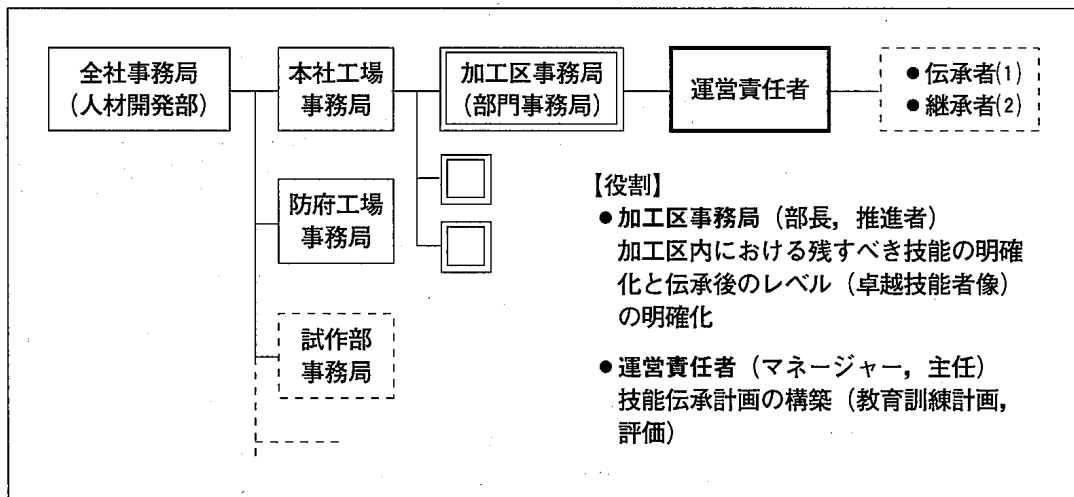 全社事務局
(人材開発部)
本社工場
事務局
加工区事務局
(部門事務局)
運営責任者
●伝承者(1)
●継承者(2)
防府工場
事務局
試作部
事務局
【役割】
●加工区事務局(部長，推進者)
加工区内における残すべき技能の明確
化と伝承後のレベル(卓越技能者像)
の明確化
●運営責任者(マネージャー，主任)
技能伝承計画の構築(教育訓練計画，
評価)